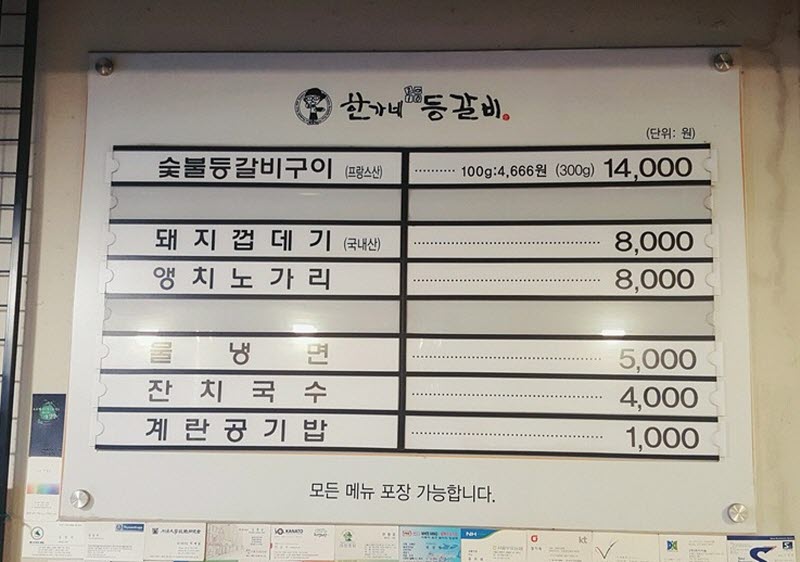 한가네 등갈비
(단위: 원)
숯불등갈비구이 (프랑스산) 100g:4,666원 (300g) 14,000
돼지껍데기 (국내산) 8,000
앵치노가리 8,000
물냉면 5,000
잔치국수 4,000
계란공기밥 1,000
모든 메뉴 포장 가능합니다.
KANATO
NH
kt